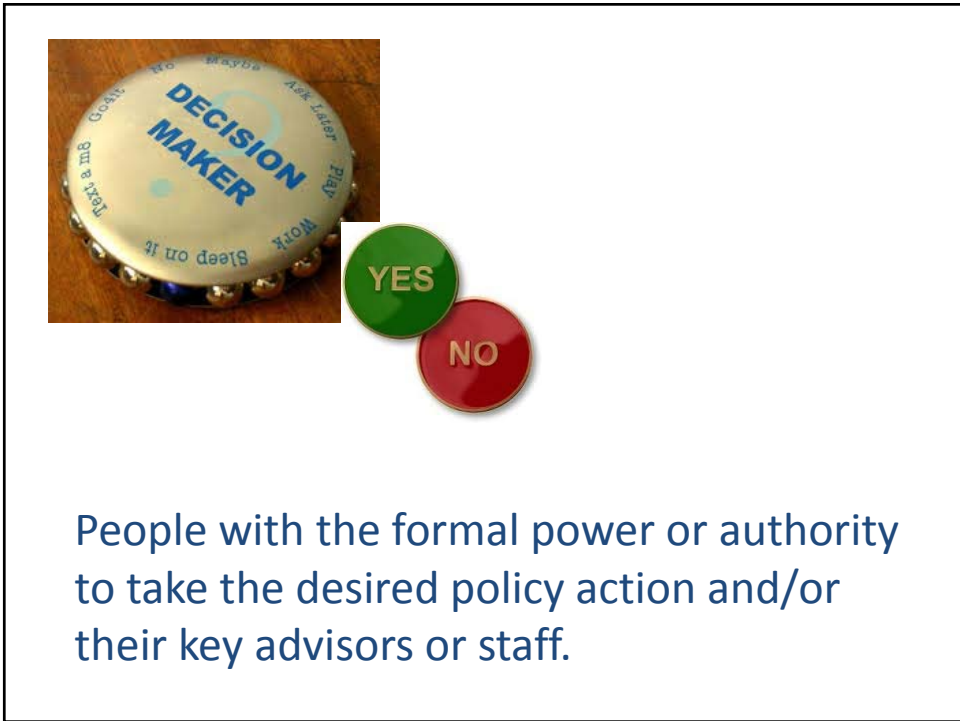 No
Maybe
Ask Later
Play
Work
Sleep on it
Text a m8
Go4it
DECISION
MAKER
YES
NO
People with the formal power or authority
to take the desired policy action and/or
their key advisors or staff.